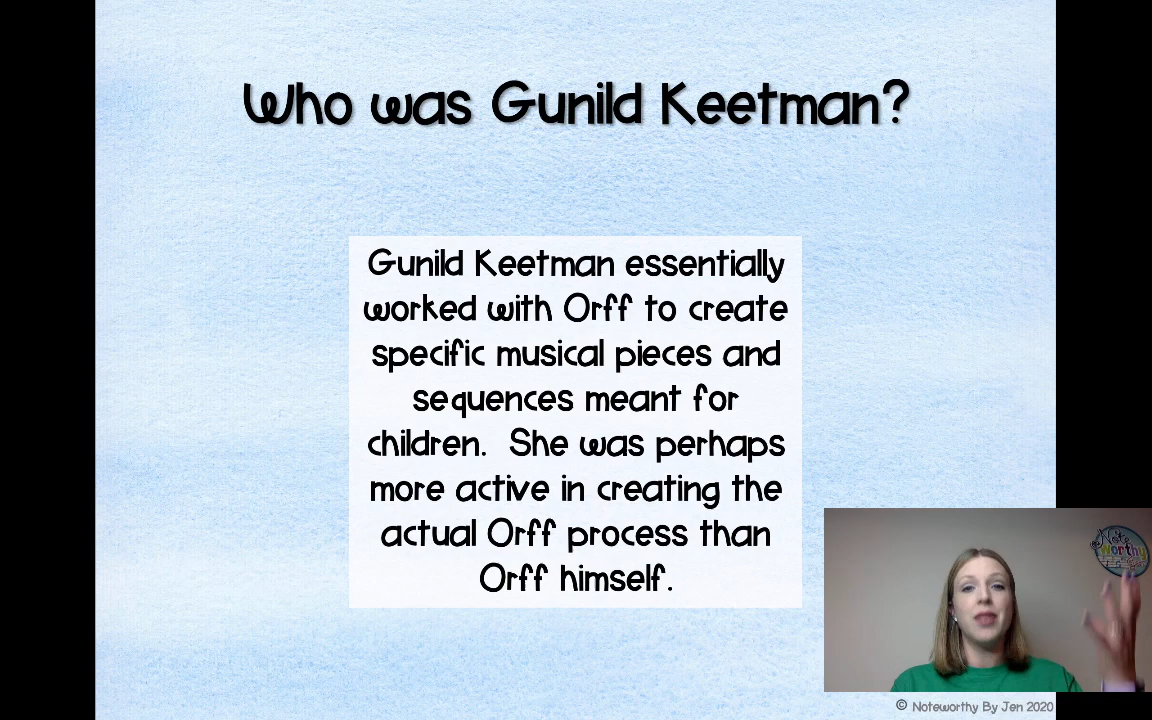 Who was Gunild Keetman?
Gunild Keetman essentially
worked with Orff to create
specific musical pieces and
sequences meant for
children. She was perhaps
more active in creating the
actual Orff process than
Orff himself.
Note
worthy
© Noteworthy By Jen 2020